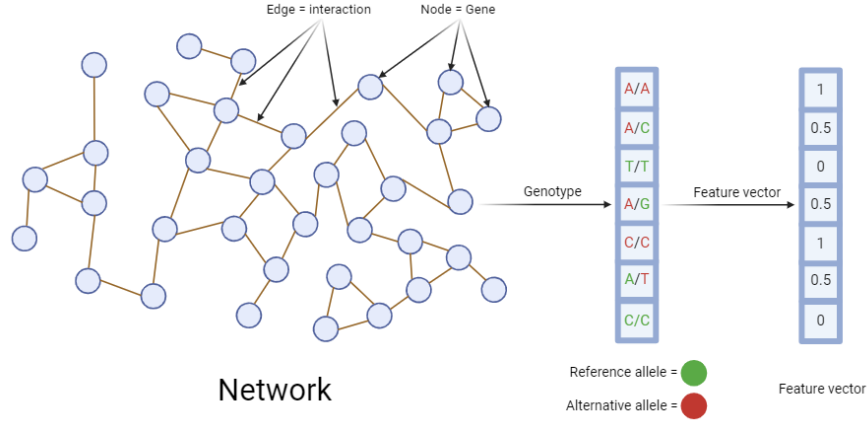 Edge = interaction
Node = Gene
A/A
A/C
T/T
A/G
C/C
A/T
C/C
Genotype
Feature vector
1
0.5
0
0.5
1
0.5
0
Network
Reference allele =
Alternative allele =
Feature vector